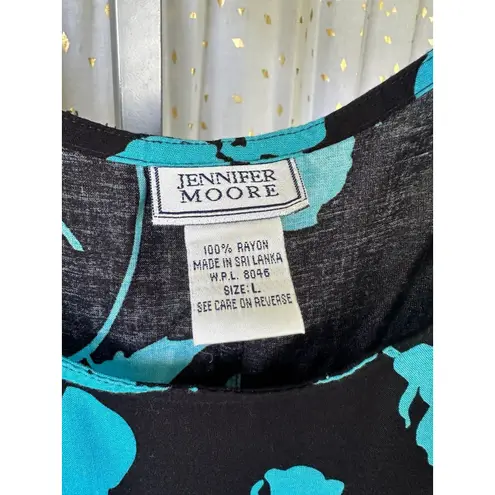 JENNIFER
MOORE
100% RAYON
MADE IN SRI LANKA
W.P.L. 8046
SIZE: L.
SEE CARE ON REVERSE